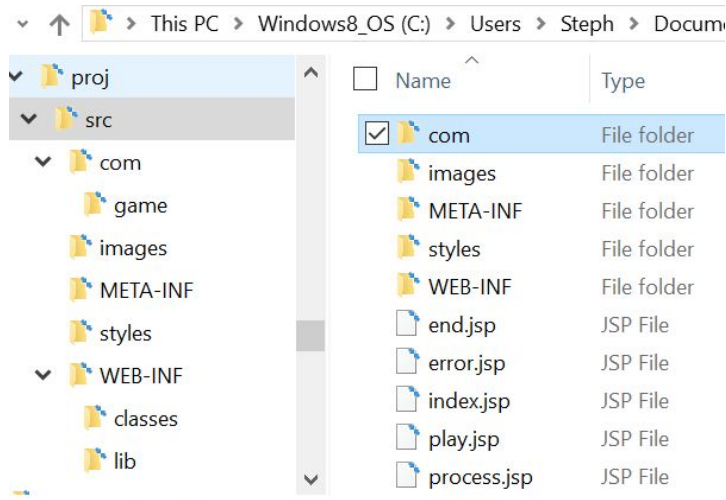 This PC > Windows8_OS (C:) > Users > Steph > Docume
proj
src
com
game
images
META-INF
styles
WEB-INF
classes
lib
Name Type
com File folder
images File folder
META-INF File folder
styles File folder
WEB-INF File folder
end.jsp JSP File
error.jsp JSP File
index.jsp JSP File
play.jsp JSP File
process.jsp JSP File